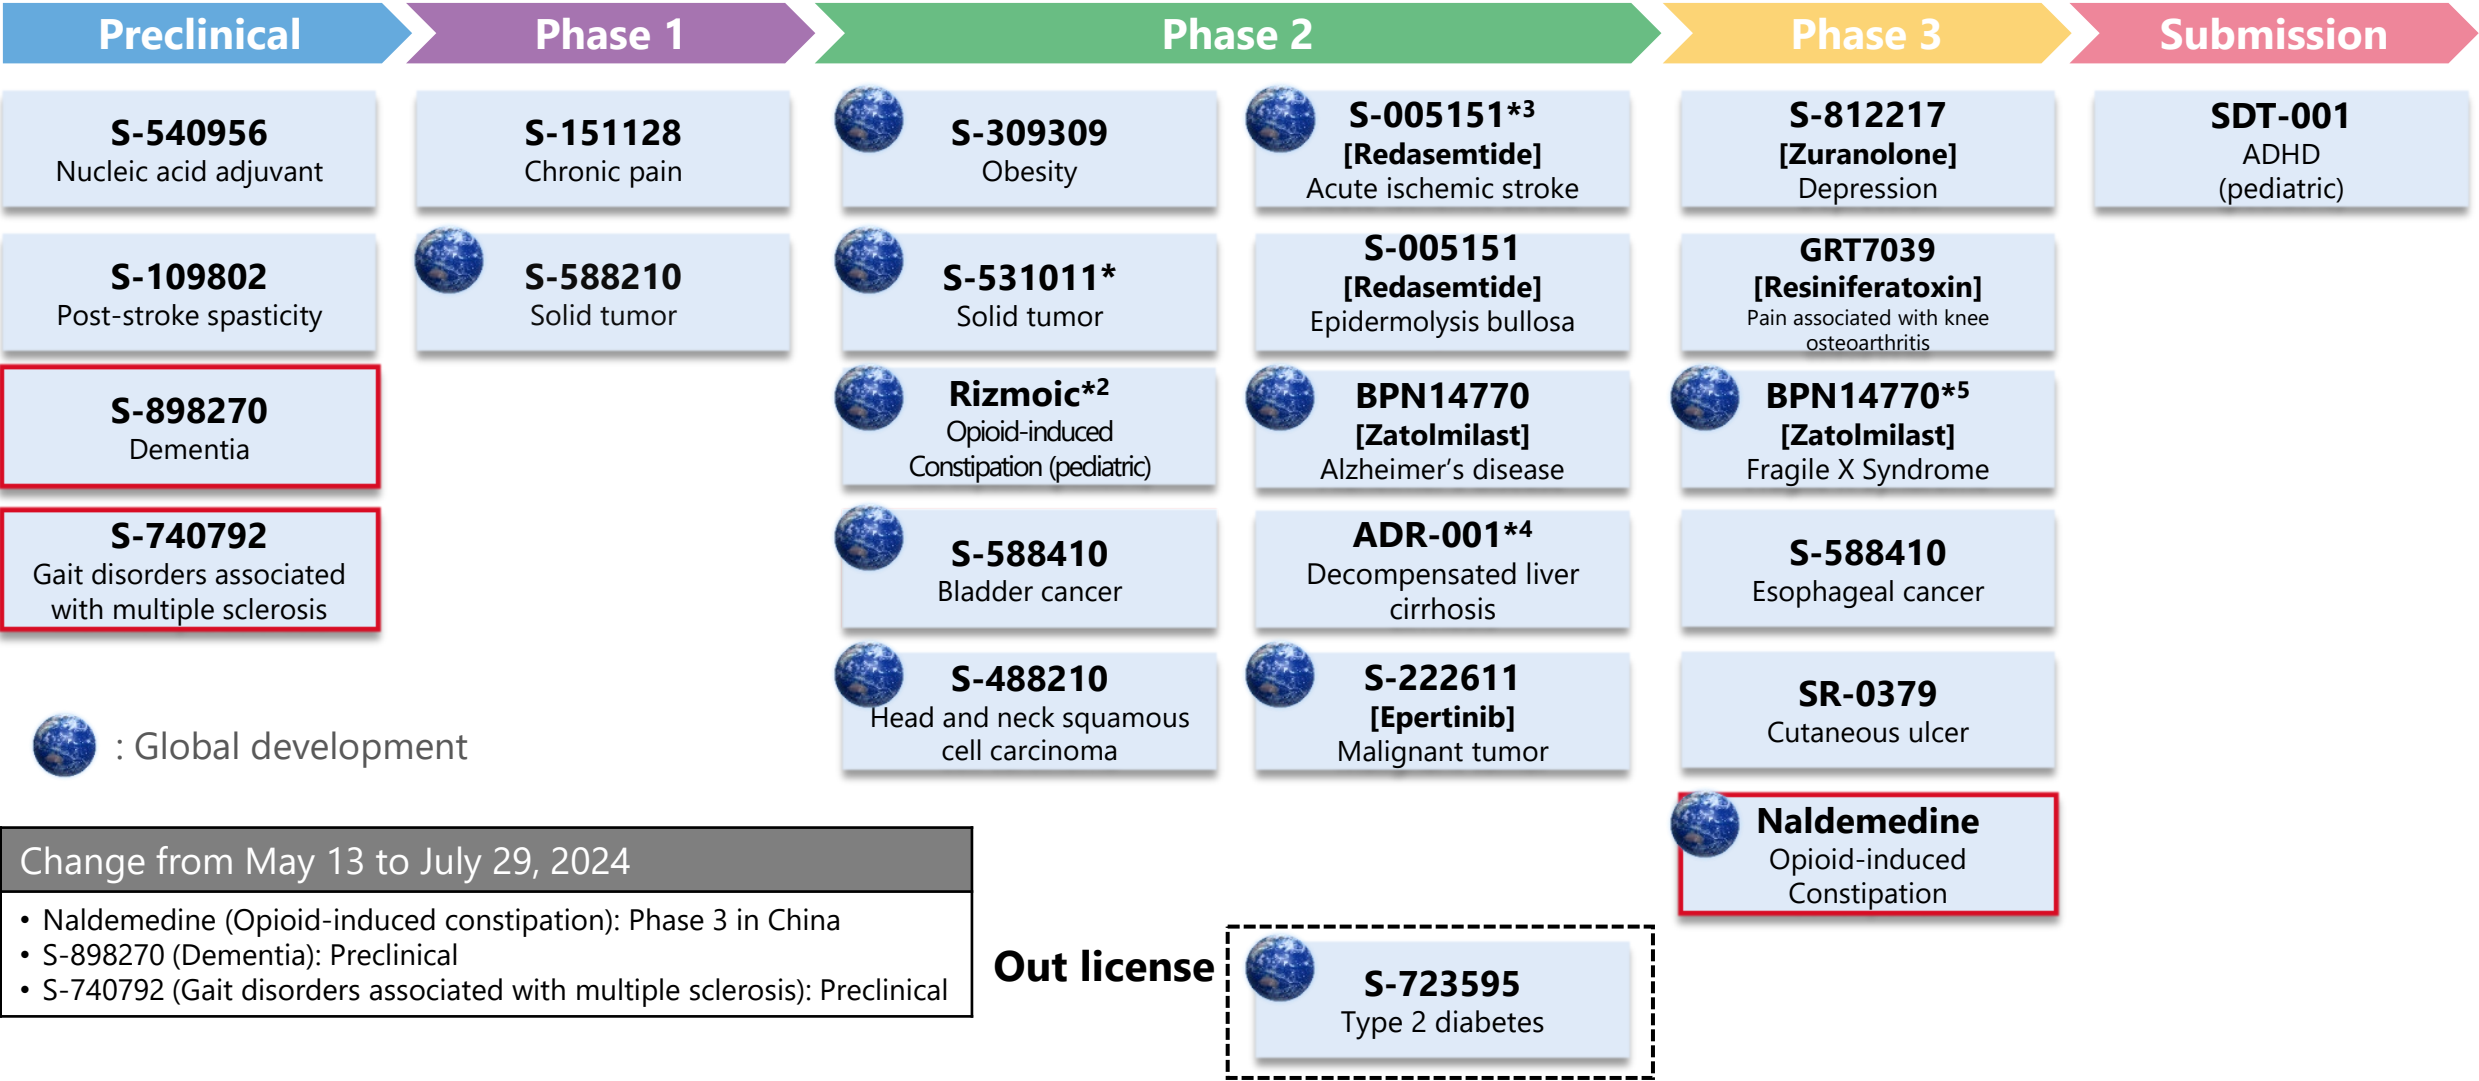 Preclinical
Phase 1
Phase 2
Phase 3
Submission
S-540956
Nucleic acid adjuvant
S-109802
Post-stroke spasticity
S-898270
Dementia
S-740792
Gait disorders associated
with multiple sclerosis
S-151128
Chronic pain
S-588210
Solid tumor
S-309309
Obesity
S-531011*
Solid tumor
Rizmoic*2
Opioid-induced
Constipation (pediatric)
S-588410
Bladder cancer
S-488210
Head and neck squamous
cell carcinoma
S-005151*3
[Redasemtide]
Acute ischemic stroke
S-005151
[Redasemtide]
Epidermolysis bullosa
BPN14770
[Zatolmilast]
Alzheimer’s disease
ADR-001*4
Decompensated liver
cirrhosis
S-222611
[Epertinib]
Malignant tumor
S-812217
[Zuranolone]
Depression
GRT7039
[Resiniferatoxin]
Pain associated with knee
osteoarthritis
BPN14770*5
[Zatolmilast]
Fragile X Syndrome
S-588410
Esophageal cancer
SR-0379
Cutaneous ulcer
Naldemedine
Opioid-induced
Constipation
SDT-001
ADHD
(pediatric)
: Global development
Change from May 13 to July 29, 2024
• Naldemedine (Opioid-induced constipation): Phase 3 in China
• S-898270 (Dementia): Preclinical
• S-740792 (Gait disorders associated with multiple sclerosis): Preclinical
Out license
S-723595
Type 2 diabetes